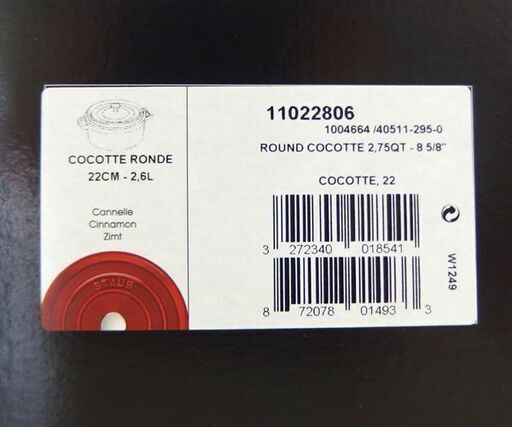 COCOTTE RONDE
22CM - 2,6L
Cannelle
Cinnamon
Zimt
STAUB
11022806
1004664 /40511-295-0
ROUND COCOTTE 2,75QT - 8 5/8"
COCOTTE, 22
3 272340 018541
8 72078 01493 3
W1249